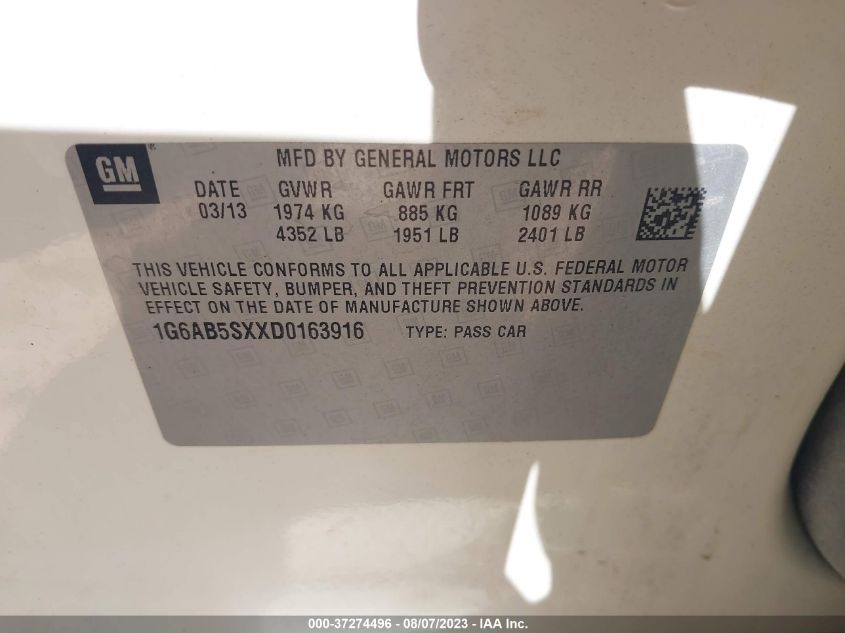 GM ®
MFD BY GENERAL MOTORS LLC
DATE GVWR GAWR FRT GAWR RR
03/13 1974 KG 885 KG 1089 KG
4352 LB 1951 LB 2401 LB
THIS VEHICLE CONFORMS TO ALL APPLICABLE U.S. FEDERAL MOTOR
VEHICLE SAFETY, BUMPER, AND THEFT PREVENTION STANDARDS IN
EFFECT ON THE DATE OF MANUFACTURE SHOWN ABOVE.
1G6AB5SXXD0163916 TYPE: PASS CAR
000-37274496 - 08/07/2023 - IAA Inc.